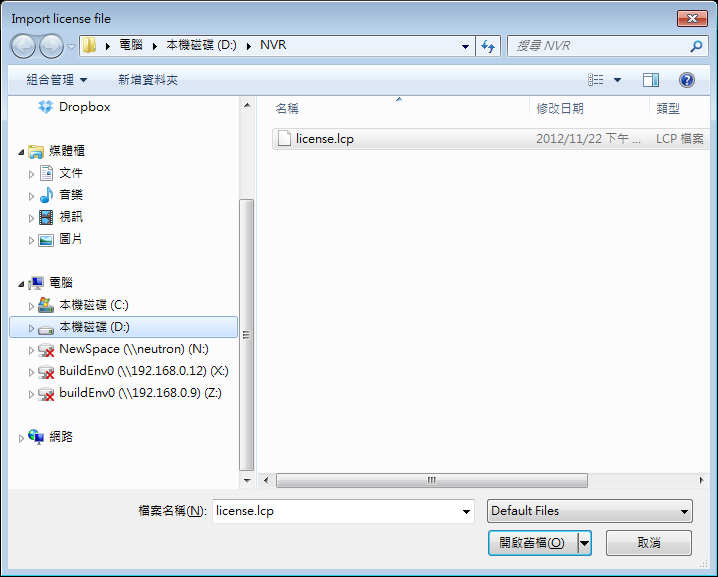 Import license file
電腦 本機磁碟 (D:) NVR
搜尋 NVR
組合管理 新增資料夾
Dropbox
媒體櫃
文件
音樂
視訊
圖片
電腦
本機磁碟 (C:)
本機磁碟 (D:)
NewSpace (\\neutron) (N:)
BuildEnv0 (\\192.168.0.12) (X:)
buildEnv0 (\\192.168.0.9) (Z:)
網路
名稱 修改日期 類型
license.lcp 2012/11/22 下午 ... LCP 檔案
檔案名稱(N): license.lcp Default Files
開啟舊檔(O) 取消